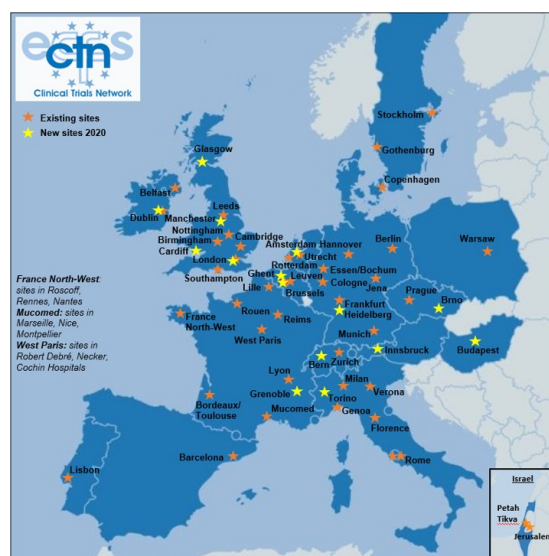 ecfs
ctn
Clinical Trials Network
Existing sites
New sites 2020
Stockholm
Gothenburg
Glasgow
Copenhagen
Belfast
Leeds
Dublin
Manchester
Nottingham
Birmingham
Cambridge
Amsterdam
Hannover
Berlin
Warsaw
Cardiff
London
Rotterdam
Utrecht
Southampton
Ghent
Leuven
Essen/Bochum
Lille
Brussels
Cologne
Jena
Prague
Brno
France North-West:
sites in Roscoff,
Rennes, Nantes
Mucomed: sites in
Marseille, Nice,
Montpellier
West Paris: sites in
Robert Debré, Necker,
Cochin Hospitals
Rouen
Frankfurt
Heidelberg
France
North-West
Reims
West Paris
Munich
Budapest
Bern
Zurich
Innsbruck
Lyon
Milan
Verona
Grenoble
Torino
Bordeaux/
Toulouse
Mucomed
Genoa
Florence
Lisbon
Barcelona
Rome
Israel
Petah
Tikva
Jerusalem